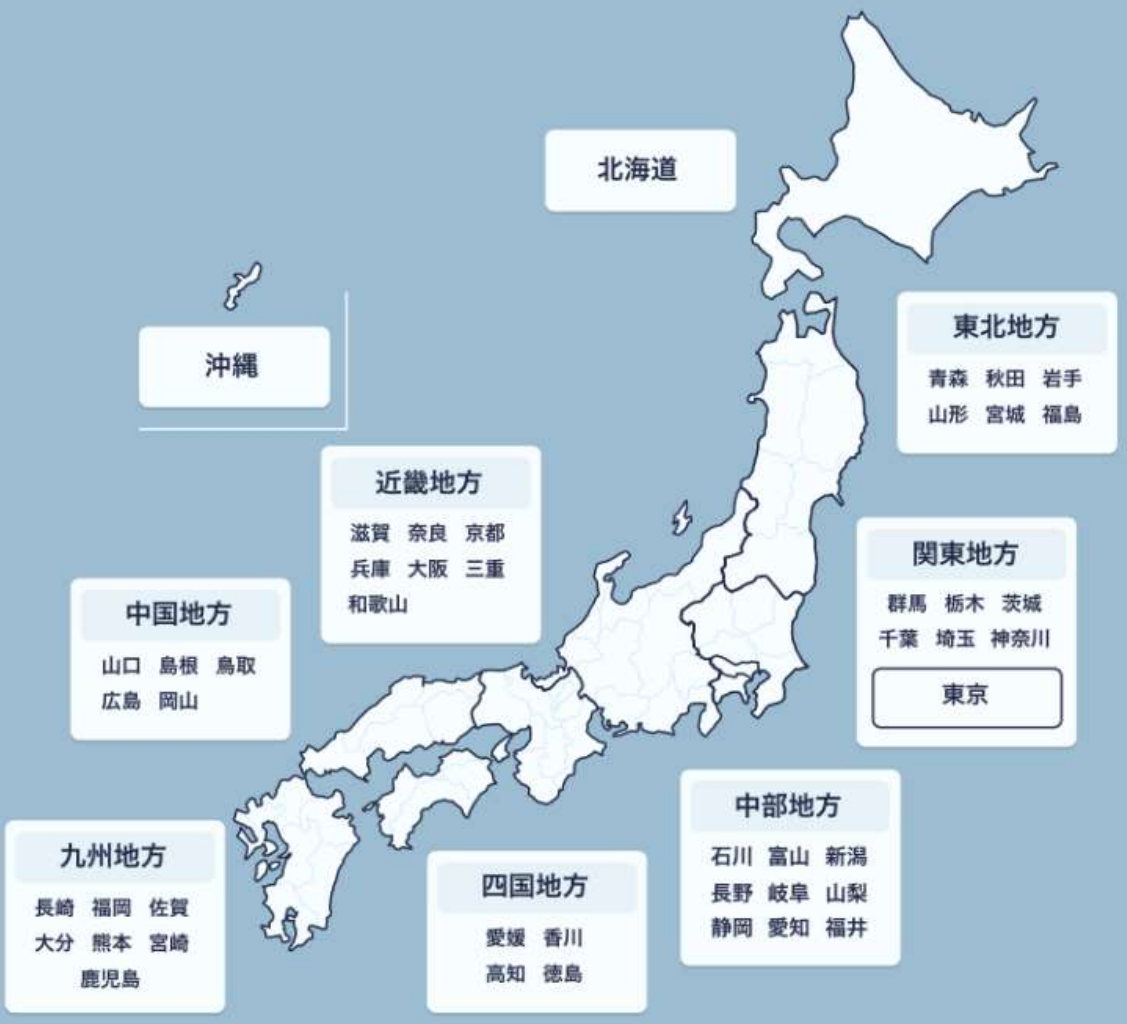 北海道
沖縄
東北地方
青森 秋田 岩手
山形 宮城 福島
近畿地方
滋賀 奈良 京都
兵庫 大阪 三重
和歌山
関東地方
群馬 栃木 茨城
千葉 埼玉 神奈川
東京
中国地方
山口 島根 鳥取
広島 岡山
中部地方
石川 富山 新潟
長野 岐阜 山梨
静岡 愛知 福井
九州地方
長崎 福岡 佐賀
大分 熊本 宮崎
鹿児島
四国地方
愛媛 香川
高知 徳島